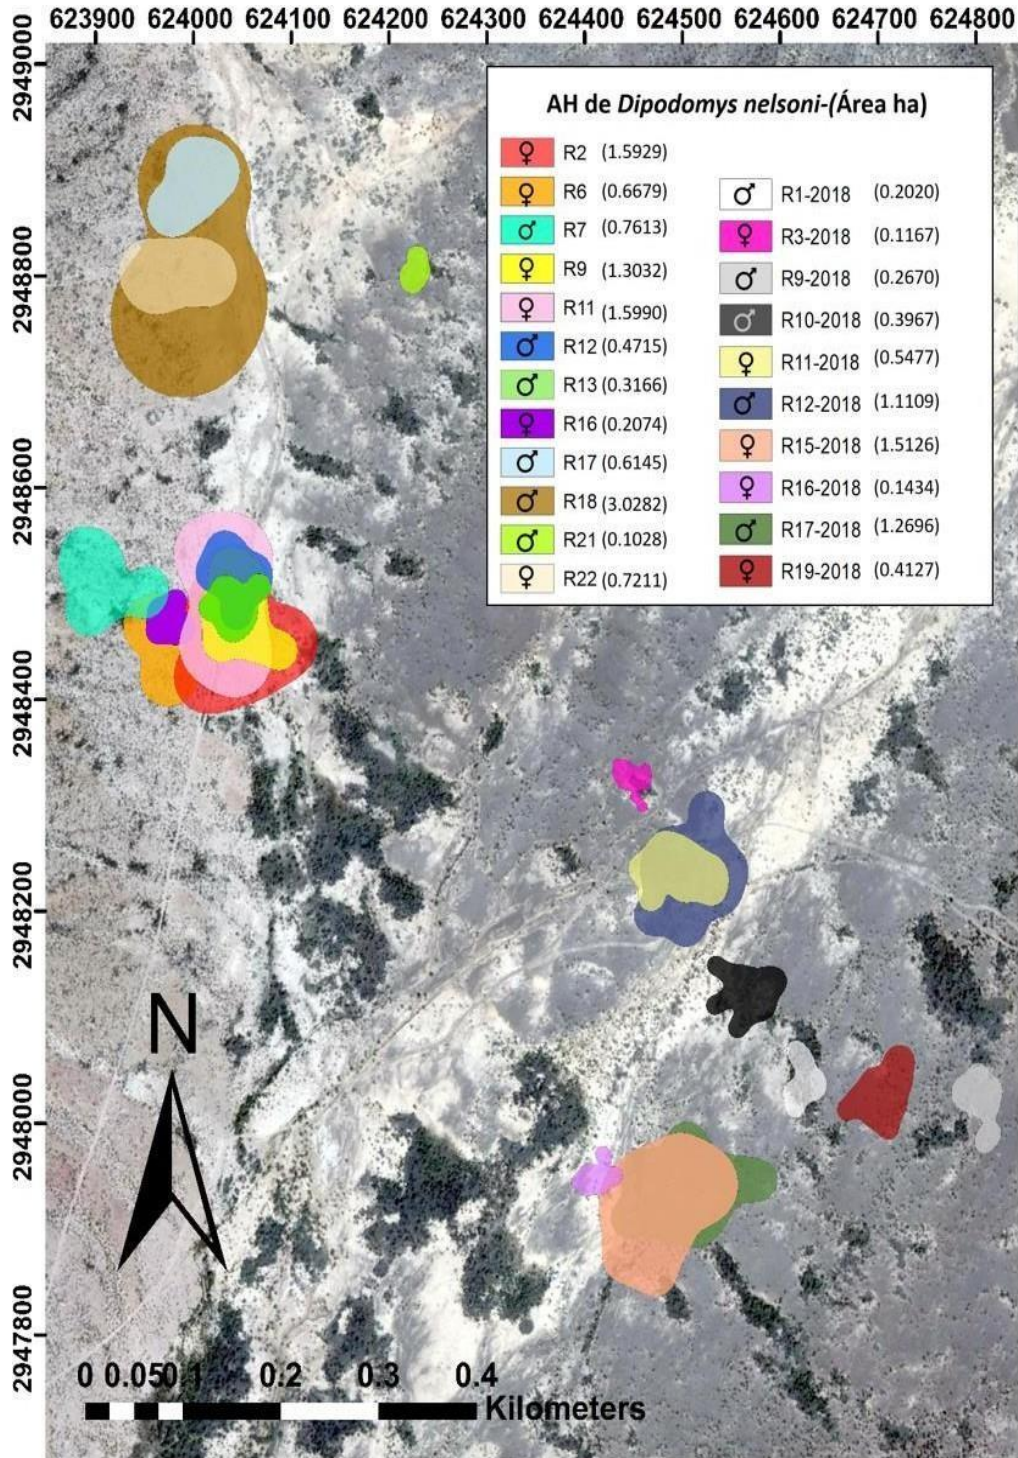 623900 624000 624100 624200 624300 624400 624500 624600 624700 624800
2949000
2948800
2948600
2948400
2948200
2948000
2947800
AH de Dipodomys nelsoni-(Área ha)
♀ R2 (1.5929)
♀ R6 (0.6679)
♂ R7 (0.7613)
♀ R9 (1.3032)
♀ R11 (1.5990)
♂ R12 (0.4715)
♂ R13 (0.3166)
♀ R16 (0.2074)
♂ R17 (0.6145)
♂ R18 (3.0282)
♂ R21 (0.1028)
♀ R22 (0.7211)
♂ R1-2018 (0.2020)
♀ R3-2018 (0.1167)
♂ R9-2018 (0.2670)
♂ R10-2018 (0.3967)
♀ R11-2018 (0.5477)
♂ R12-2018 (1.1109)
♀ R15-2018 (1.5126)
♀ R16-2018 (0.1434)
♂ R17-2018 (1.2696)
♀ R19-2018 (0.4127)
N
0 0.05 0.1 0.2 0.3 0.4
Kilometers